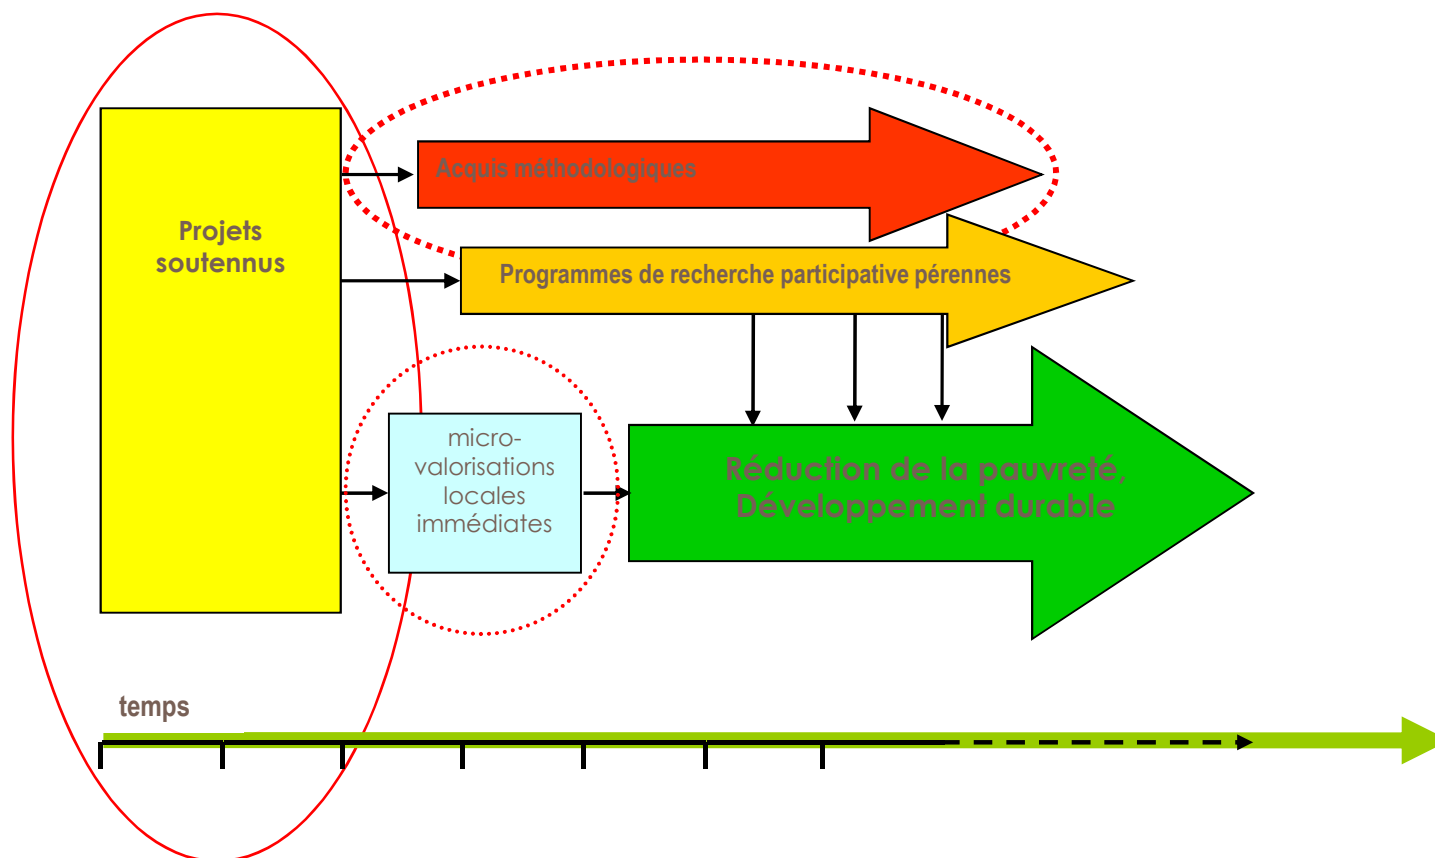 Acquis méthodologiques
Projets
soutennus
Programmes de recherche participative pérennes
micro-
valorisations
locales
immédiates
Réduction de la pauvreté,
Développement durable
temps